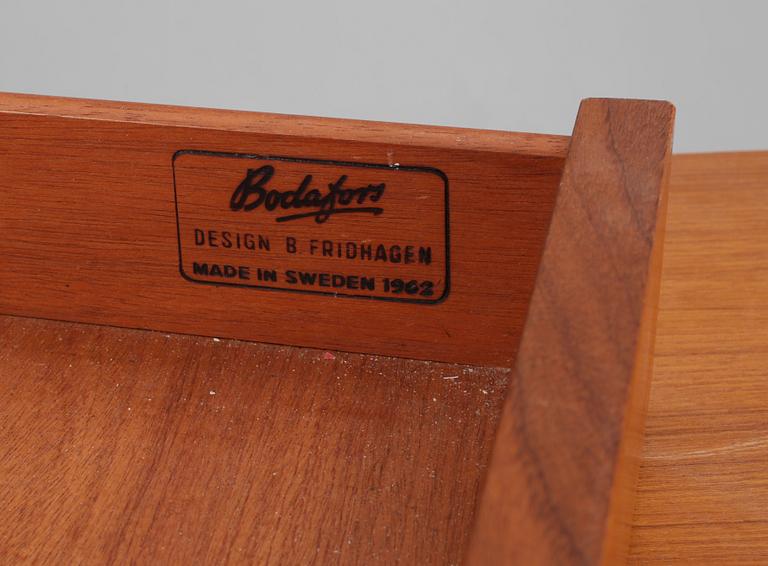 Bodafors
DESIGN B. FRIDHAGEN
MADE IN SWEDEN 1962